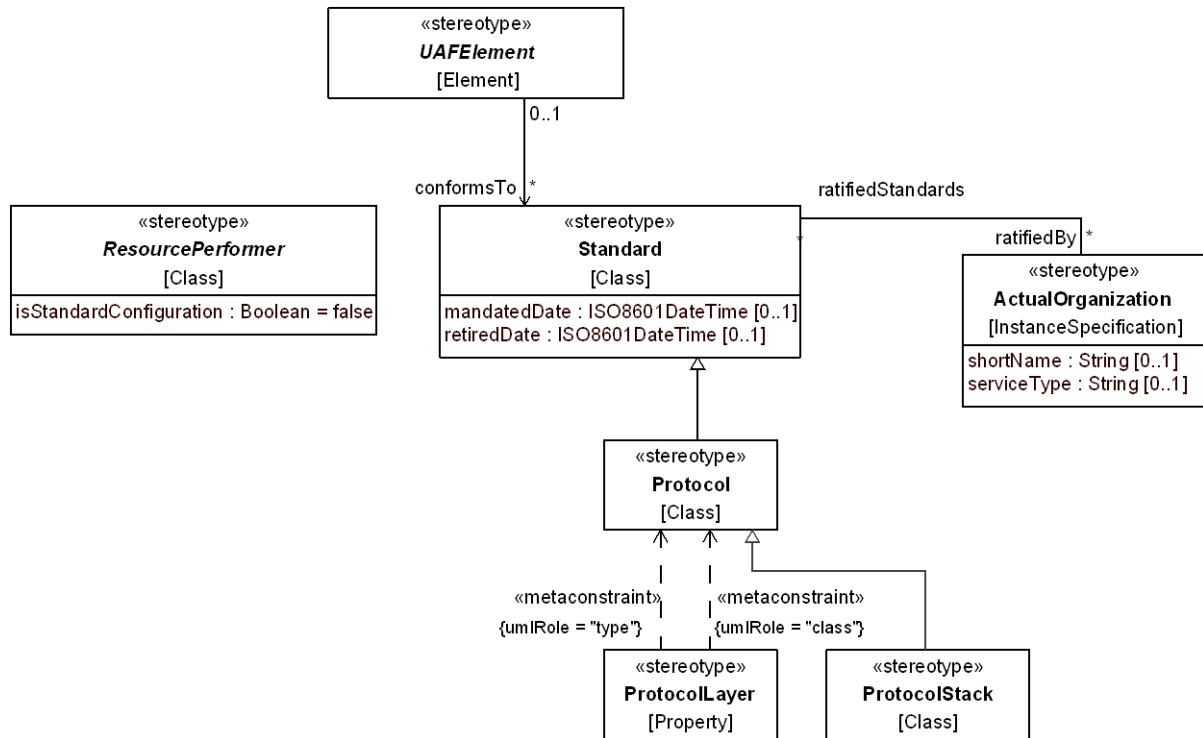 «stereotype»
UAFElement
[Element]
0..1
conformsTo *
ratifiedStandards
«stereotype»
ResourcePerformer
[Class]
isStandardConfiguration : Boolean = false
«stereotype»
Standard
[Class]
mandatedDate : ISO8601DateTime [0..1]
retiredDate : ISO8601DateTime [0..1]
*
ratifiedBy *
«stereotype»
ActualOrganization
[InstanceSpecification]
shortName : String [0..1]
serviceType : String [0..1]
«stereotype»
Protocol
[Class]
«metaconstraint»
{umlRole = "type"}
«metaconstraint»
{umlRole = "class"}
«stereotype»
ProtocolLayer
[Property]
«stereotype»
ProtocolStack
[Class]